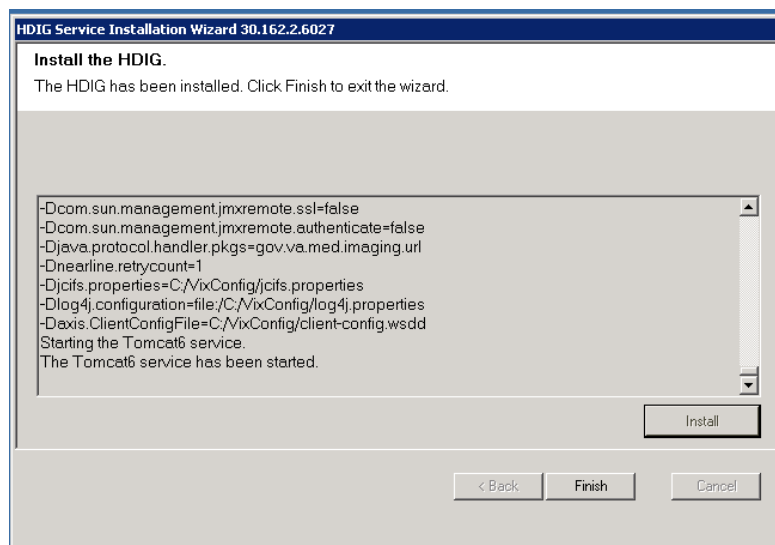 HDIG Service Installation Wizard 30.162.2.6027
Install the HDIG.
The HDIG has been installed. Click Finish to exit the wizard.
-Dcom.sun.management.jmxremote.ssl=false
-Dcom.sun.management.jmxremote.authenticate=false
-Djava.protocol.handler.pkgs=gov.va.med.imaging.url
-Dnearline.retrycount=1
-Djcifs.properties=C:/VixConfig/jcifs.properties
-Dlog4j.configuration=file:/C:/VixConfig/log4j.properties
-Daxis.ClientConfigFile=C:/VixConfig/client-config.wsdd
Starting the Tomcat6 service.
The Tomcat6 service has been started.
Install
< Back Finish Cancel